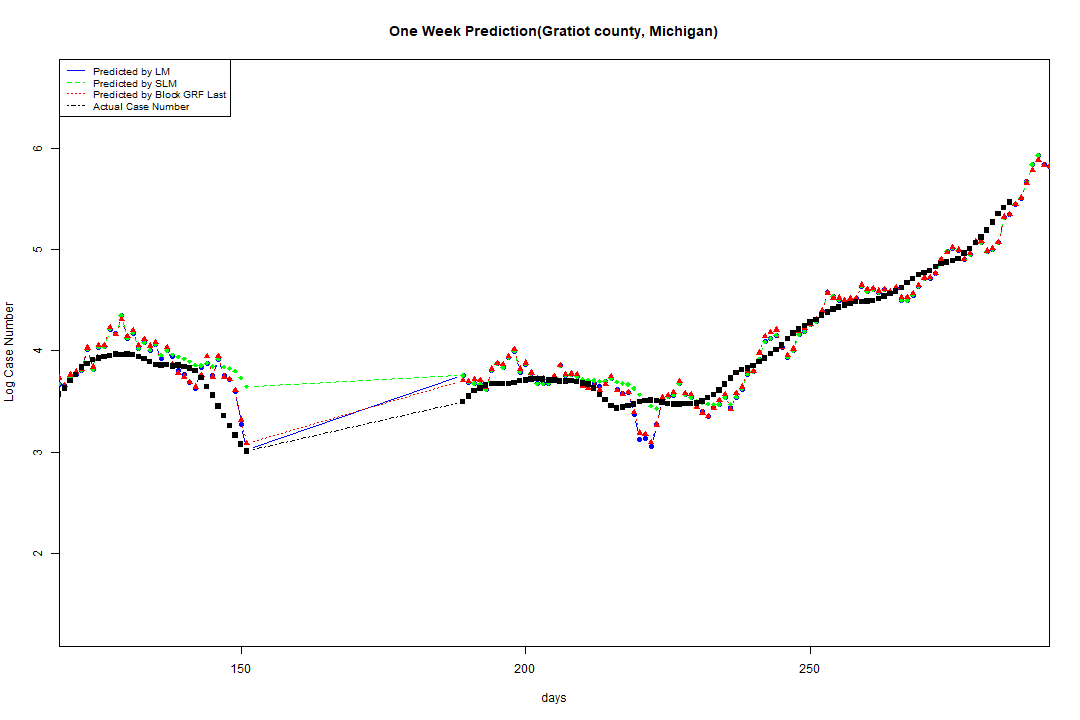 One Week Prediction(Gratiot county, Michigan)
Predicted by LM
Predicted by SLM
Predicted by Block GRF Last
Actual Case Number
Log Case Number
6
5
4
3
2
150
200
250
days